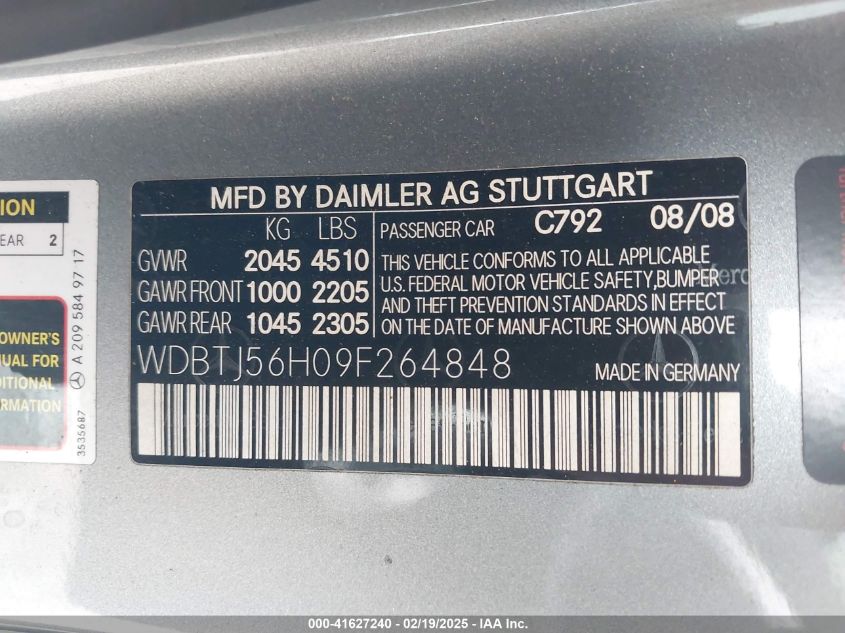 MFD BY DAIMLER AG STUTTGART
KG LBS
GVWR 2045 4510
GAWR FRONT 1000 2205
GAWR REAR 1045 2305
PASSENGER CAR C792 08/08
THIS VEHICLE CONFORMS TO ALL APPLICABLE
U.S. FEDERAL MOTOR VEHICLE SAFETY,BUMPER
AND THEFT PREVENTION STANDARDS IN EFFECT
ON THE DATE OF MANUFACTURE SHOWN ABOVE
WDBTJ56H09F264848 MADE IN GERMANY
ION
EAR 2
OWNER'S
FOR
A 209 584 97 17
3535687
000-41627240 - 02/19/2025 - IAA Inc.